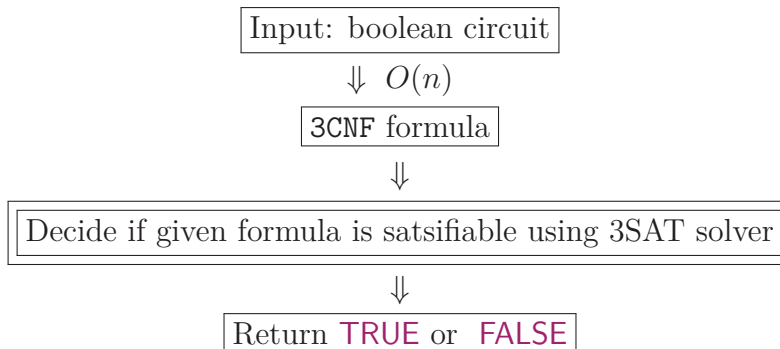 Input: boolean circuit
⇓ O(n)
3CNF formula
⇓
Decide if given formula is satsifiable using 3SAT solver
⇓
Return TRUE or FALSE